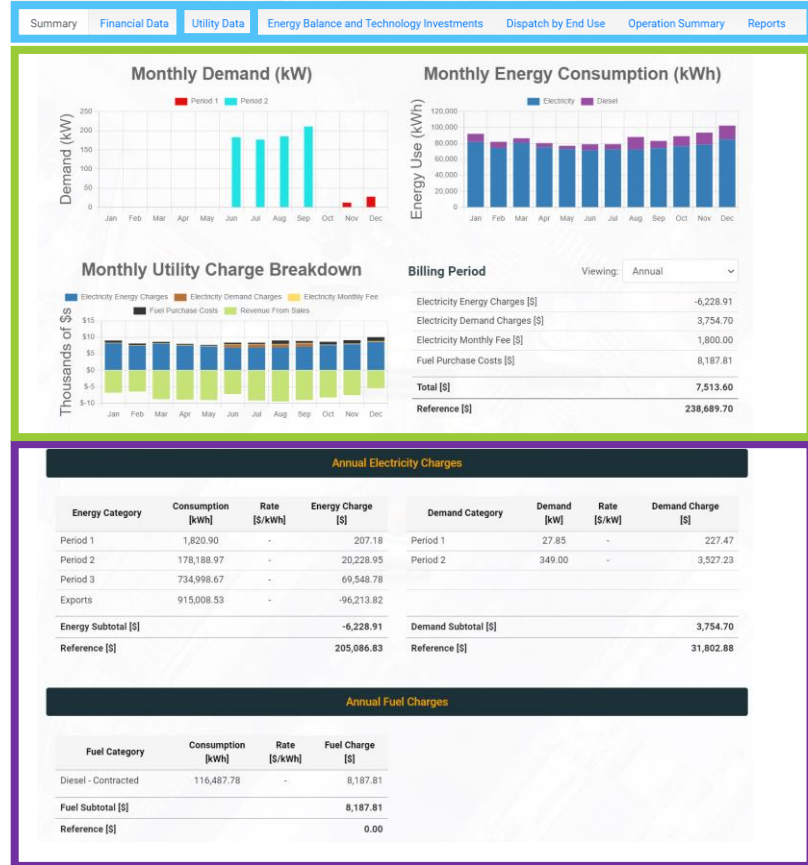 Summary Financial Data Utility Data Energy Balance and Technology Investments Dispatch by End Use Operation Summary Reports
Monthly Demand (kW)
Period 1 Period 2
Demand (kW)
250
200
150
100
50
0
Jan Feb Mar Apr May Jun Jul Aug Sep Oct Nov Dec
Monthly Energy Consumption (kWh)
Electricity Diesel
Energy Use (kWh)
120,000
100,000
80,000
60,000
40,000
20,000
0
Jan Feb Mar Apr May Jun Jul Aug Sep Oct Nov Dec
Monthly Utility Charge Breakdown
Electricity Energy Charges Electricity Demand Charges Electricity Monthly Fee
Fuel Purchase Costs Revenue From Sales
Thousands of $s
$15
$10
$5
$0
$-5
$-10
Jan Feb Mar Apr May Jun Jul Aug Sep Oct Nov Dec
Billing Period Viewing: Annual
Electricity Energy Charges [$] -6,228.91
Electricity Demand Charges [$] 3,754.70
Electricity Monthly Fee [$] 1,800.00
Fuel Purchase Costs [$] 8,187.81
Total [$] 7,513.60
Reference [$] 238,689.70
Annual Electricity Charges
Energy Category Consumption [kWh] Rate [$/kWh] Energy Charge [$]
Period 1 1,820.90 - 207.18
Period 2 178,188.97 - 20,228.95
Period 3 734,998.67 - 69,548.78
Exports 915,008.53 - -96,213.82
Energy Subtotal [$] -6,228.91
Reference [$] 205,086.83
Demand Category Demand [kW] Rate [$/kW] Demand Charge [$]
Period 1 27.85 - 227.47
Period 2 349.00 - 3,527.23
Demand Subtotal [$] 3,754.70
Reference [$] 31,802.88
Annual Fuel Charges
Fuel Category Consumption [kWh] Rate [$/kWh] Fuel Charge [$]
Diesel - Contracted 116,487.78 - 8,187.81
Fuel Subtotal [$] 8,187.81
Reference [$] 0.00